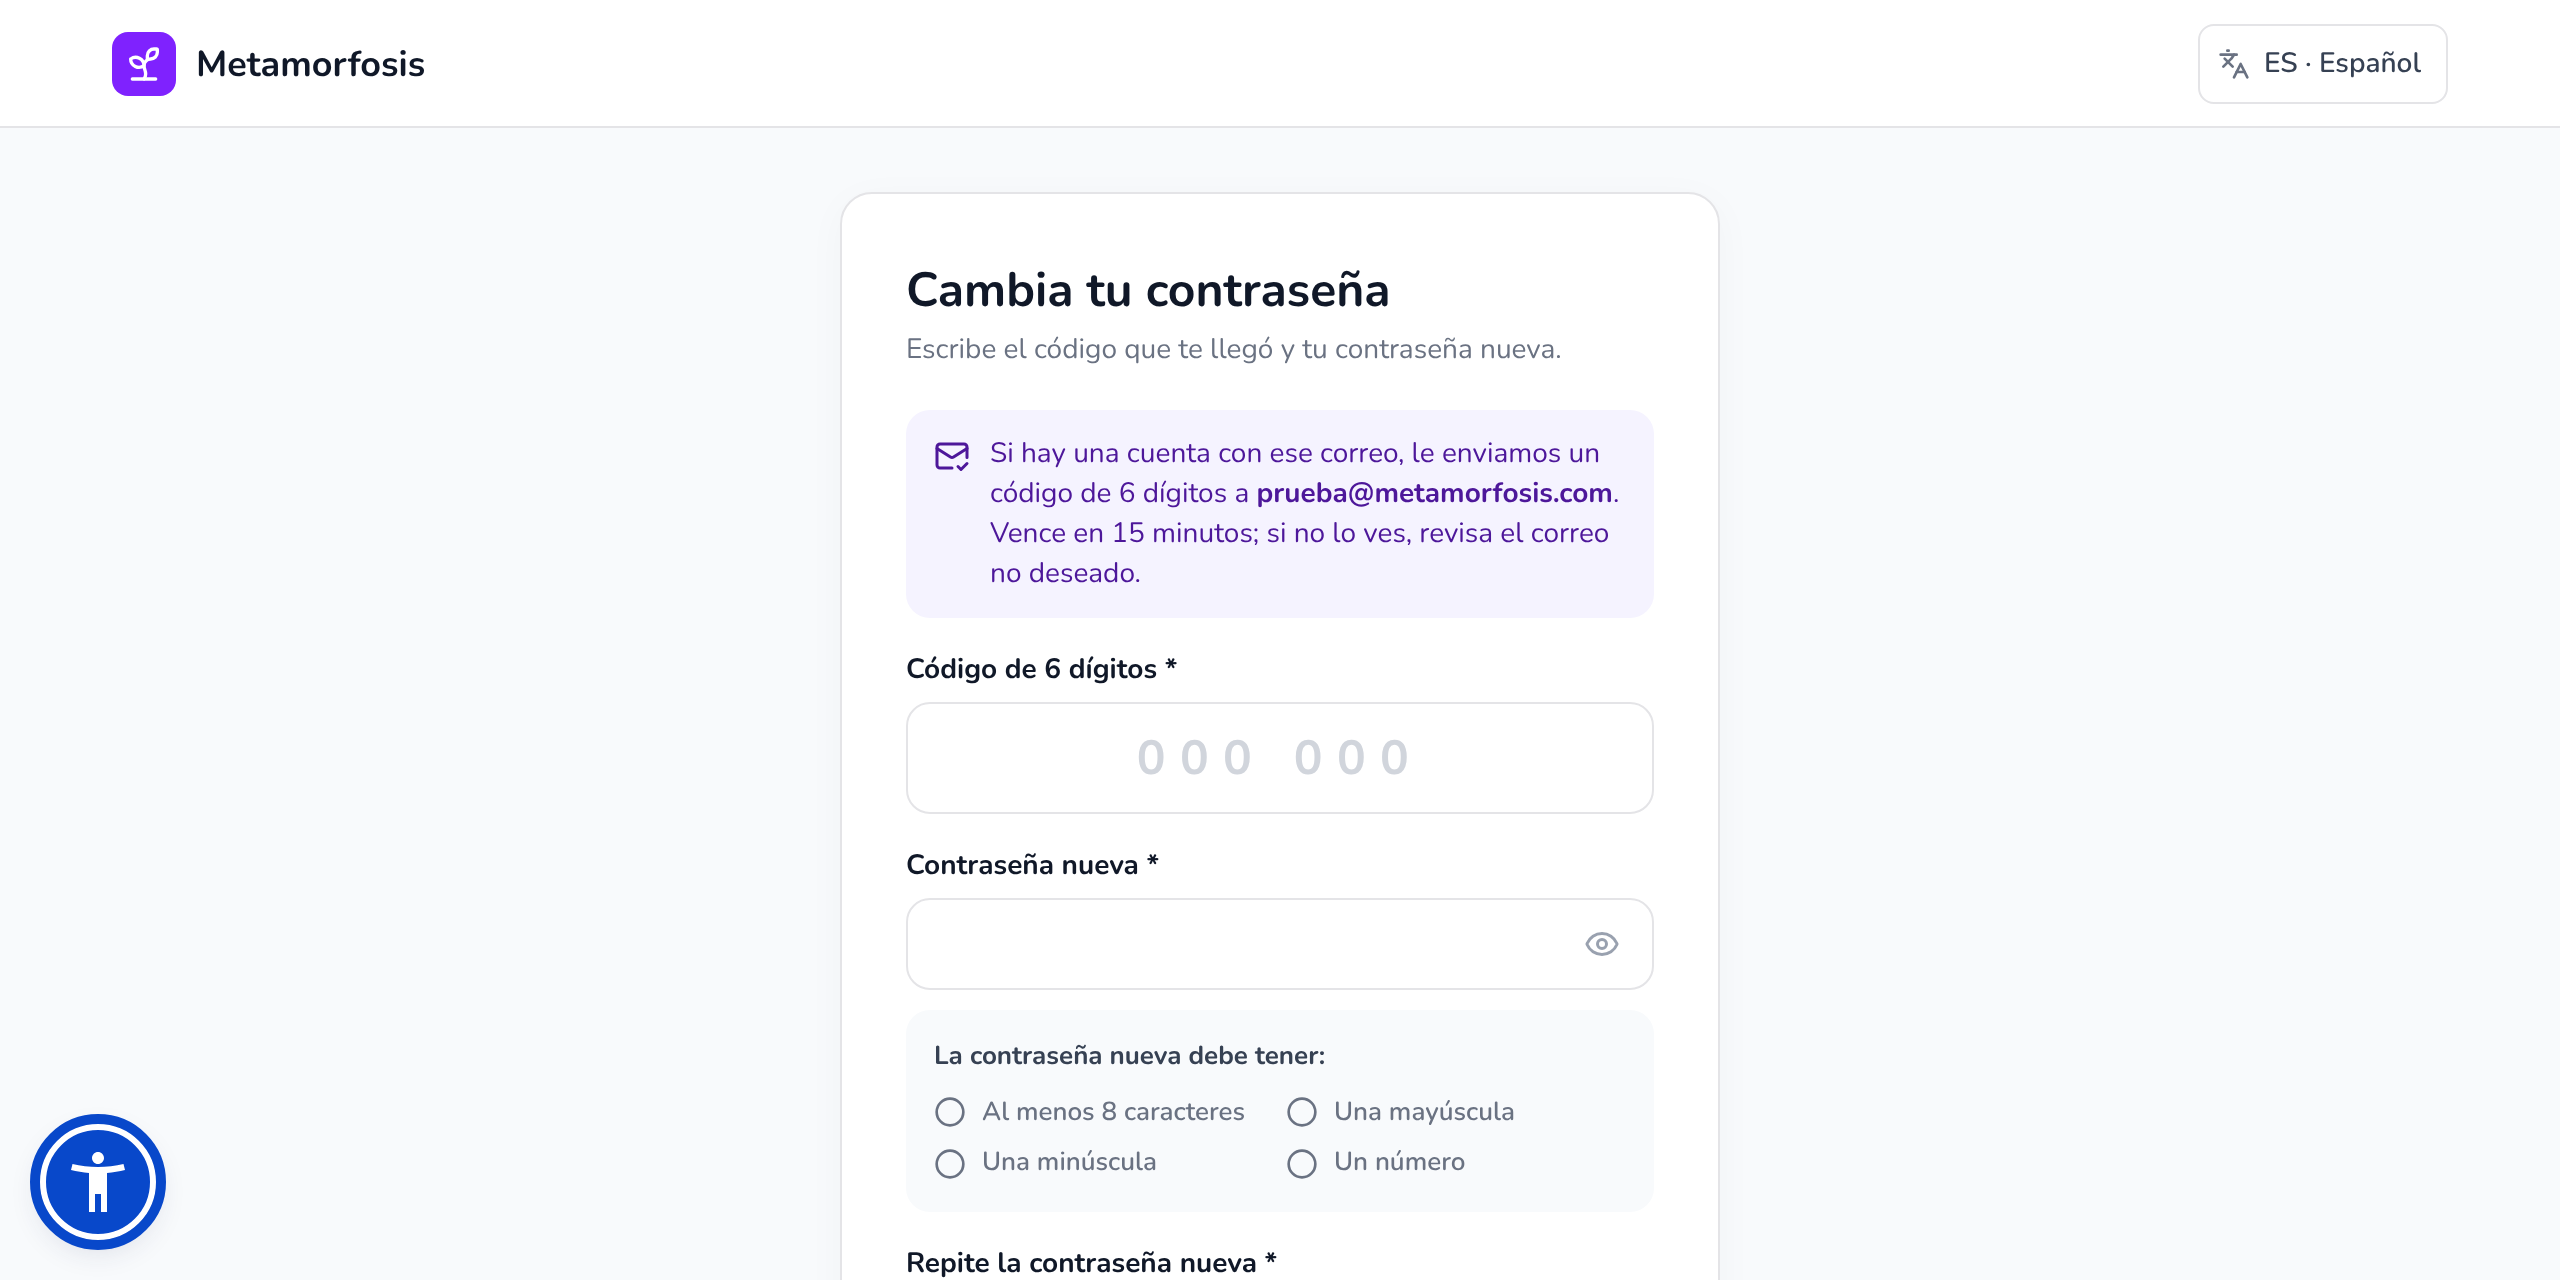 Metamorfosis
ES · Español
Cambia tu contraseña
Escribe el código que te llegó y tu contraseña nueva.
Si hay una cuenta con ese correo, le enviamos un
código de 6 dígitos a prueba@metamorfosis.com.
Vence en 15 minutos; si no lo ves, revisa el correo
no deseado.
Código de 6 dígitos *
000 000
Contraseña nueva *
La contraseña nueva debe tener:
Al menos 8 caracteres
Una mayúscula
Una minúscula
Un número
Repite la contraseña nueva *